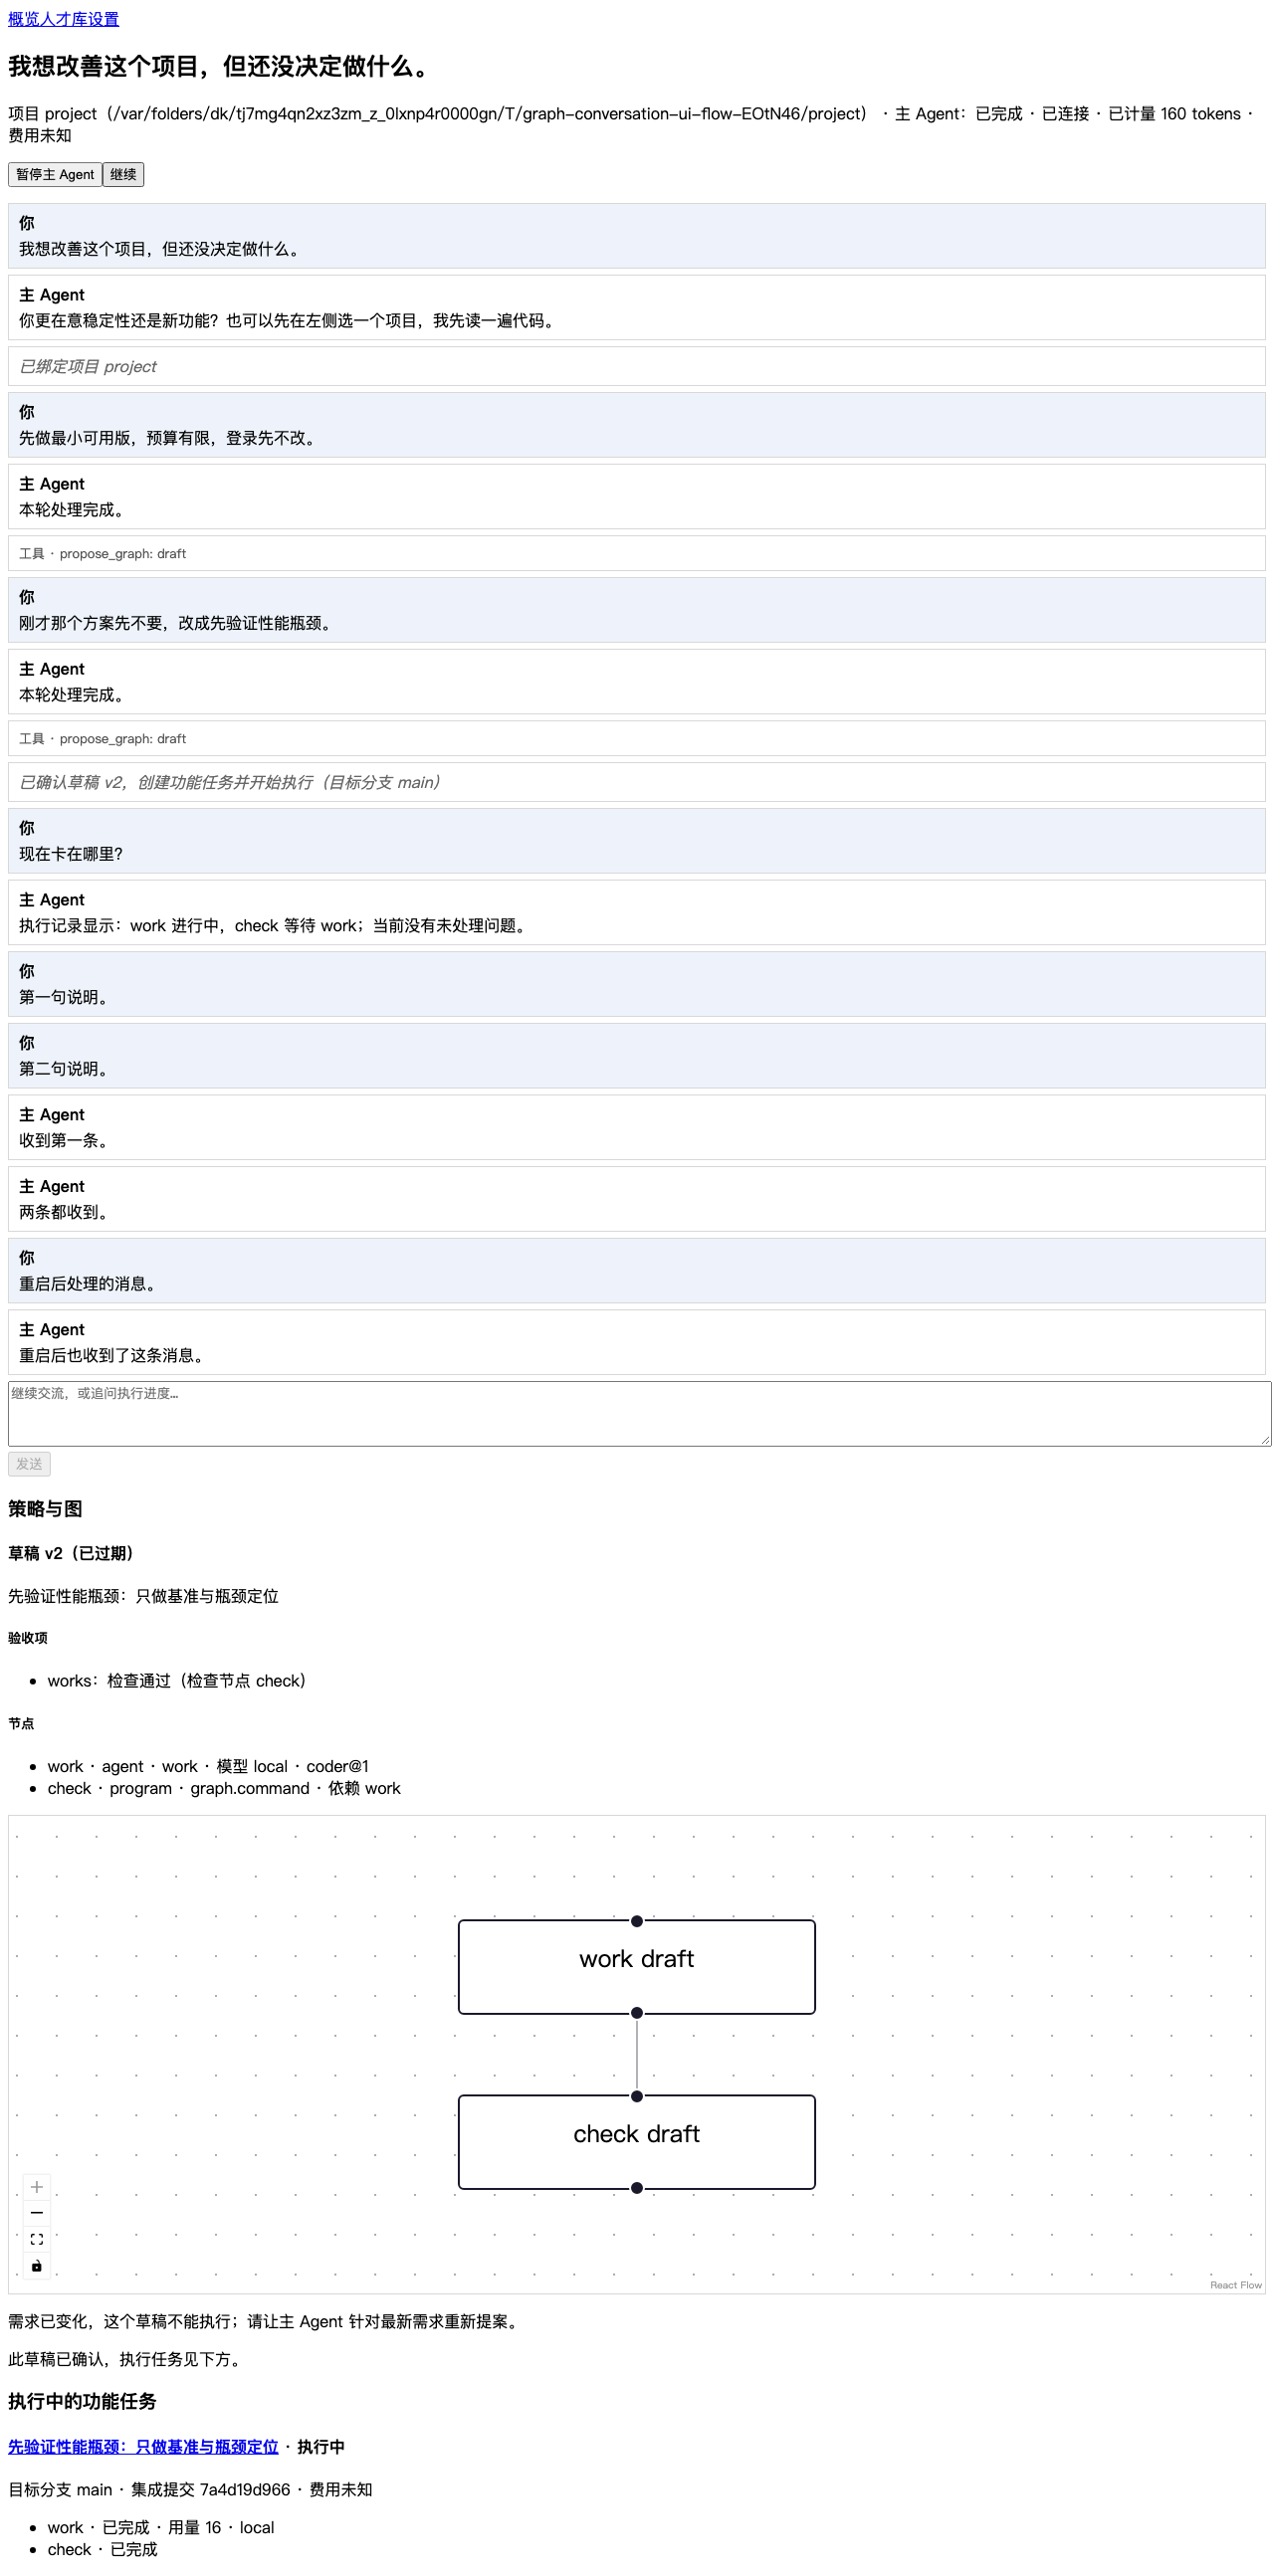 概览人才库设置
我想改善这个项目，但还没决定做什么。
项目 project（/var/folders/dk/tj7mg4qn2xz3zm_z_0lxnp4r0000gn/T/graph-conversation-ui-flow-EOtN46/project） · 主 Agent：已完成 · 已连接 · 已计量 160 tokens ·
费用未知
暂停主 Agent 继续
你
我想改善这个项目，但还没决定做什么。
主 Agent
你更在意稳定性还是新功能？也可以先在左侧选一个项目，我先读一遍代码。
已绑定项目 project
你
先做最小可用版，预算有限，登录先不改。
主 Agent
本轮处理完成。
工具 · propose_graph: draft
你
刚才那个方案先不要，改成先验证性能瓶颈。
主 Agent
本轮处理完成。
工具 · propose_graph: draft
已确认草稿 v2，创建功能任务并开始执行（目标分支 main）
你
现在卡在哪里？
主 Agent
执行记录显示：work 进行中，check 等待 work；当前没有未处理问题。
你
第一句说明。
你
第二句说明。
主 Agent
收到第一条。
主 Agent
两条都收到。
你
重启后处理的消息。
主 Agent
重启后也收到了这条消息。
继续交流，或追问执行进度…
发送
策略与图
草稿 v2（已过期）
先验证性能瓶颈：只做基准与瓶颈定位
验收项
works：检查通过（检查节点 check）
节点
work · agent · work · 模型 local · coder@1
check · program · graph.command · 依赖 work
work draft
check draft
React Flow
需求已变化，这个草稿不能执行；请让主 Agent 针对最新需求重新提案。
此草稿已确认，执行任务见下方。
执行中的功能任务
先验证性能瓶颈：只做基准与瓶颈定位 · 执行中
目标分支 main · 集成提交 7a4d19d966 · 费用未知
work · 已完成 · 用量 16 · local
check · 已完成